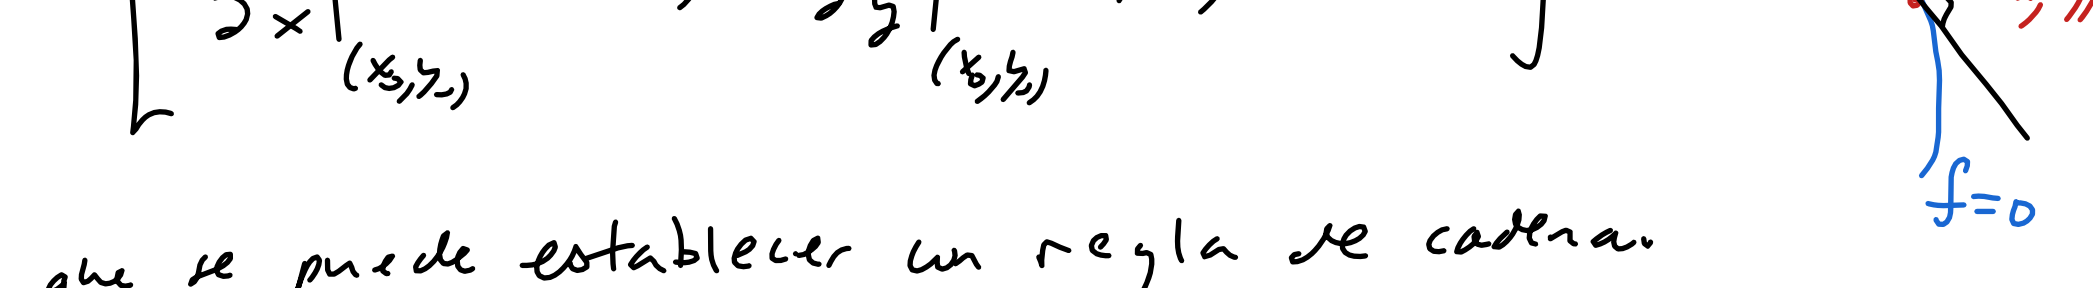 ∂x|(x₀,y₀) , ∂y|(x₀,y₀) ]
f=0
que se puede establecer un regla de cadena.